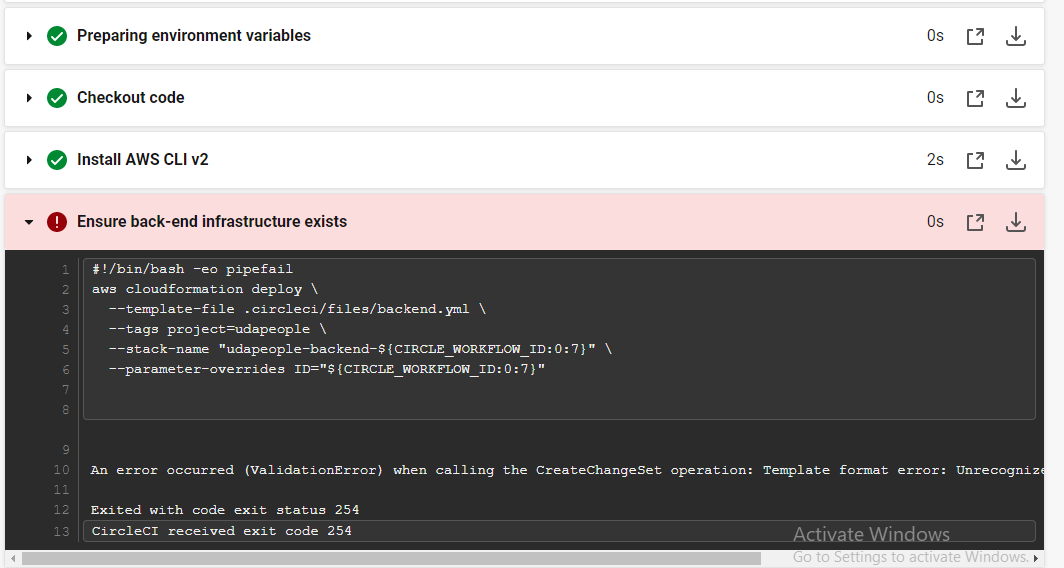 Preparing environment variables 0s
Checkout code 0s
Install AWS CLI v2 2s
Ensure back-end infrastructure exists 0s
1 #!/bin/bash -eo pipefail
2 aws cloudformation deploy \
3 --template-file .circleci/files/backend.yml \
4 --tags project=udapeople \
5 --stack-name "udapeople-backend-${CIRCLE_WORKFLOW_ID:0:7}" \
6 --parameter-overrides ID="${CIRCLE_WORKFLOW_ID:0:7}"
7
8
9
10 An error occurred (ValidationError) when calling the CreateChangeSet operation: Template format error: Unrecognize
11
12 Exited with code exit status 254
13 CircleCI received exit code 254
Activate Windows
Go to Settings to activate Windows.